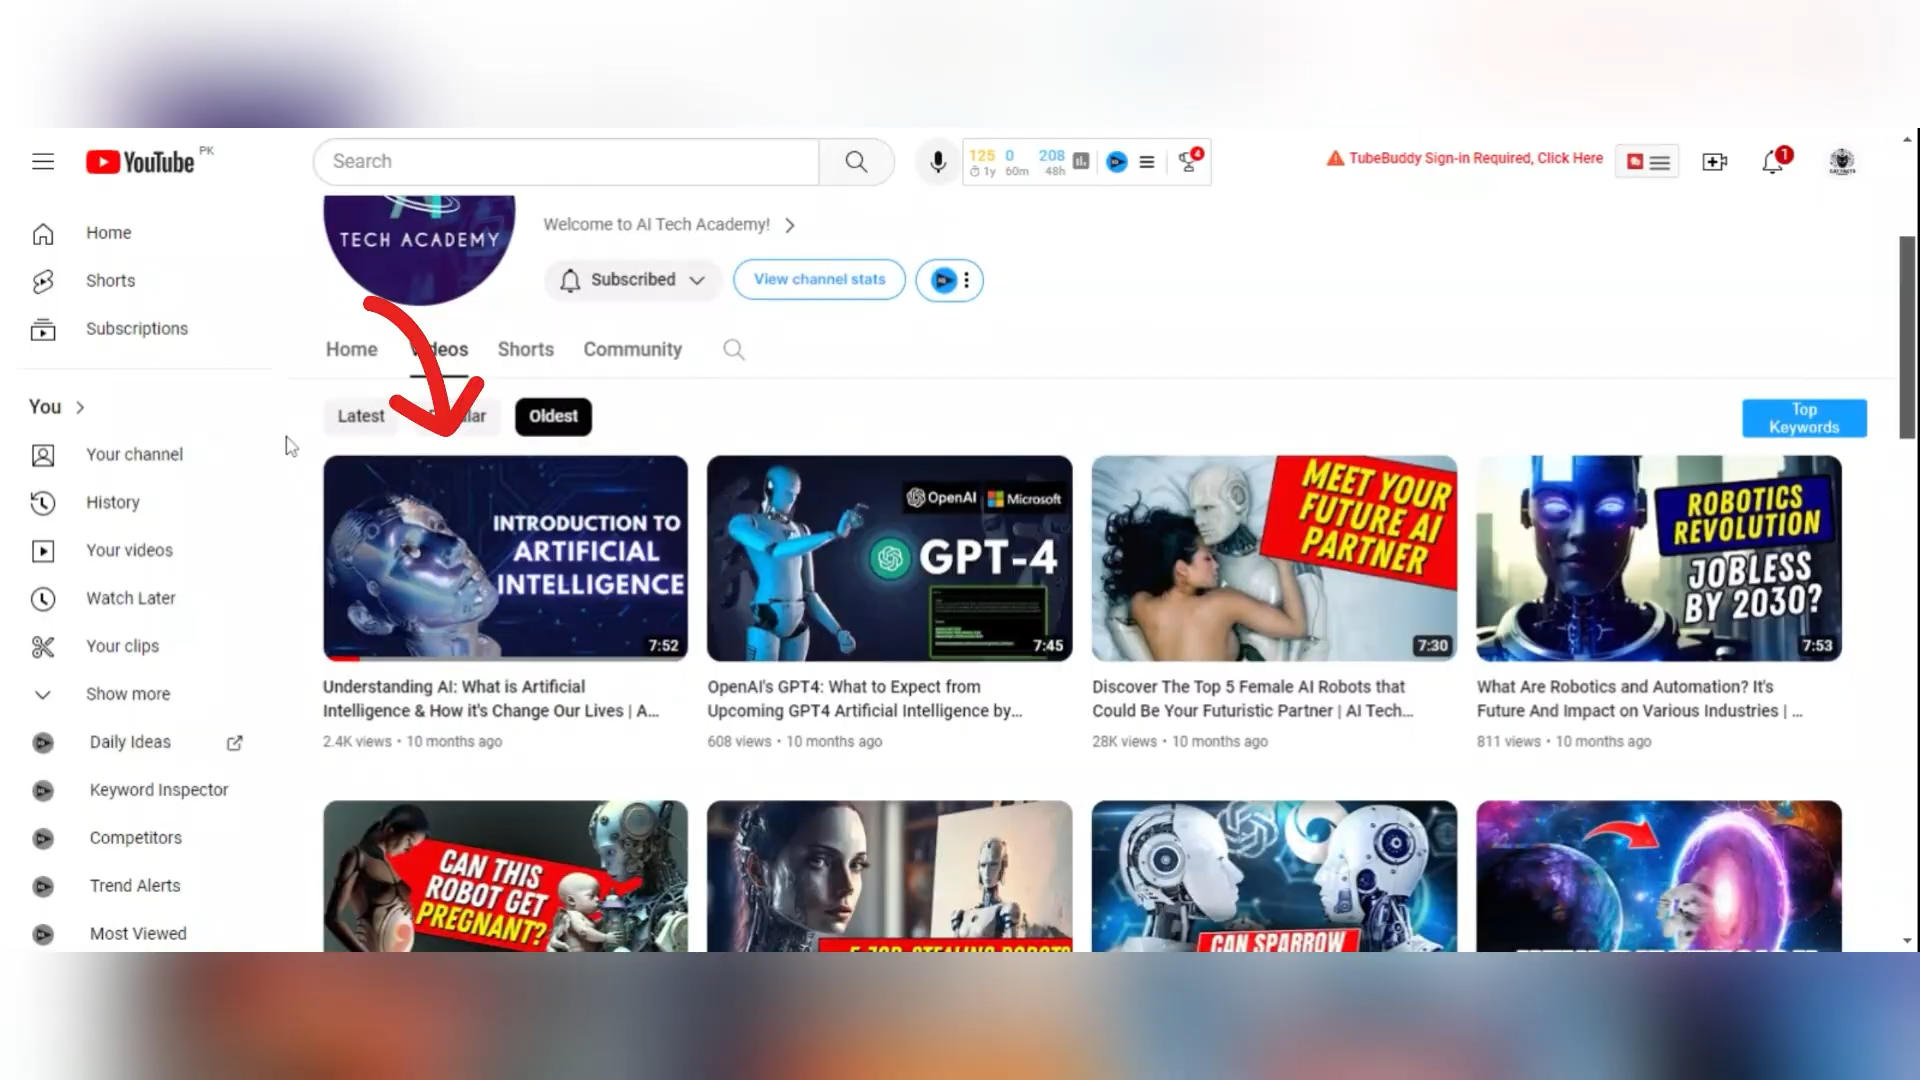 YouTube PK
Search
125 0 208
1y 60m 48h
4
TubeBuddy Sign-in Required, Click Here
1
Home
Shorts
Subscriptions
You
Your channel
History
Your videos
Watch Later
Your clips
Show more
Daily Ideas
Keyword Inspector
Competitors
Trend Alerts
Most Viewed
TECH ACADEMY
Welcome to AI Tech Academy!
Subscribed
View channel stats
Home Videos Shorts Community
Latest
Oldest
Top
Keywords
INTRODUCTION TO
ARTIFICIAL
INTELLIGENCE
7:52
OpenAI Microsoft
GPT-4
7:45
MEET YOUR
FUTURE AI
PARTNER
7:30
ROBOTICS
REVOLUTION
JOBLESS
BY 2030?
7:53
Understanding AI: What is Artificial
Intelligence & How it's Change Our Lives | A...
2.4K views • 10 months ago
OpenAI's GPT4: What to Expect from
Upcoming GPT4 Artificial Intelligence by...
608 views • 10 months ago
Discover The Top 5 Female AI Robots that
Could Be Your Futuristic Partner | AI Tech...
28K views • 10 months ago
What Are Robotics and Automation? It's
Future And Impact on Various Industries | ...
811 views • 10 months ago
CAN THIS
ROBOT GET
PREGNANT?
5 JOB-STEALING ROBOTS
CAN SPARROW